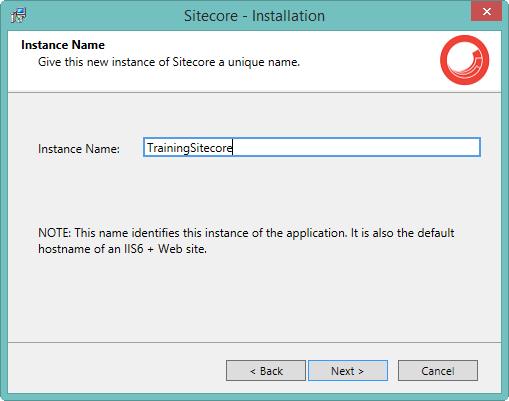 Sitecore - Installation
Instance Name
Give this new instance of Sitecore a unique name.
Instance Name: TrainingSitecore
NOTE: This name identifies this instance of the application. It is also the default
hostname of an IIS6 + Web site.
< Back Next > Cancel